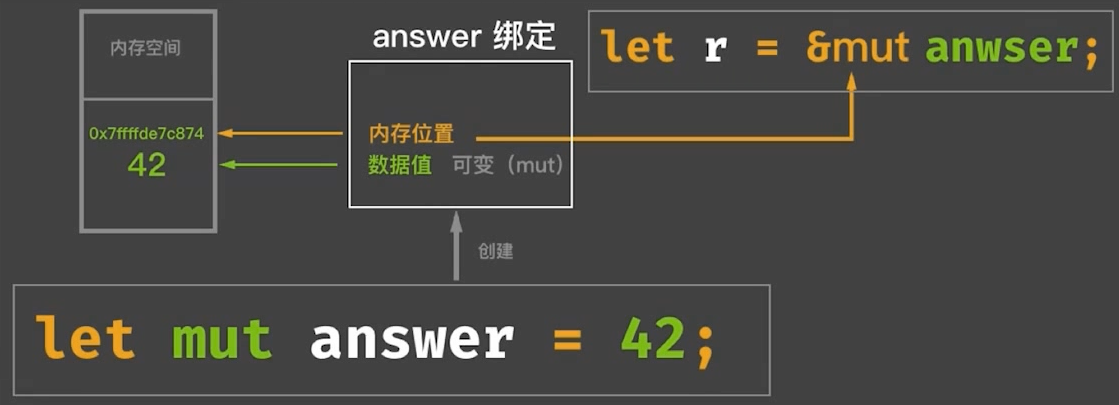 内存空间
0x7ffffde7c874
42
answer 绑定
内存位置
数据值 可变（mut）
let r = &mut anwser;
创建
let mut answer = 42;